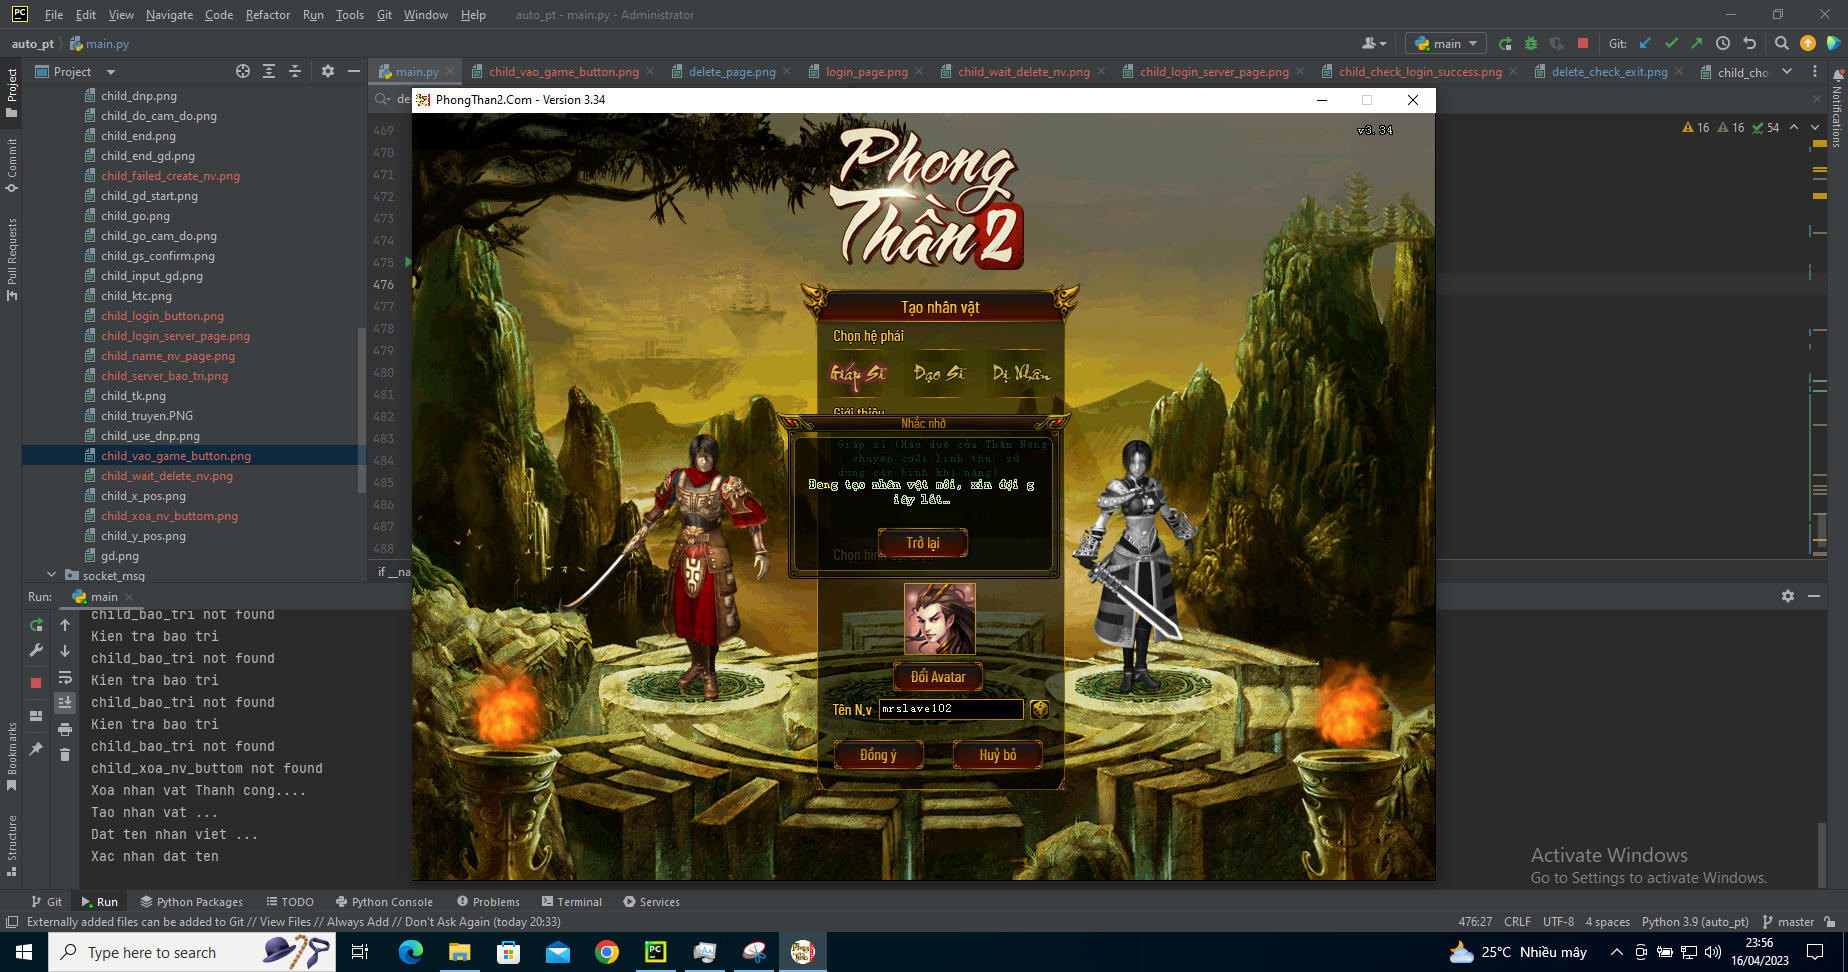 File Edit View Navigate Code Refactor Run Tools Git Window Help auto_pt - main.py - Administrator
auto_pt main.py main Git:
Project main.py child_vao_game_button.png delete_page.png login_page.png child_wait_delete_nv.png child_login_server_page.png child_check_login_success.png delete_check_exit.png child_cho
Project
Commit
Pull Requests
Bookmarks
Structure
Notifications
child_dnp.png
child_do_cam_do.png
child_end.png
child_end_gd.png
child_failed_create_nv.png
child_gd_start.png
child_go.png
child_go_cam_do.png
child_gs_confirm.png
child_input_gd.png
child_ktc.png
child_login_button.png
child_login_server_page.png
child_name_nv_page.png
child_server_bao_tri.png
child_tk.png
child_truyen.PNG
child_use_dnp.png
child_vao_game_button.png
child_wait_delete_nv.png
child_x_pos.png
child_xoa_nv_buttom.png
child_y_pos.png
gd.png
socket_msg
de
469
470
471
472
473
474
475
476
477
478
479
480
481
482
483
484
485
486
487
488
if __na
16 16 54
PhongThan2.Com - Version 3.34
v3.34
Phong
Thần 2
Tạo nhân vật
Chọn hệ phái
Giáp Sĩ Đạo Sĩ Dị Nhân
Giới thiệu
Nhắc nhở
Giáp sĩ (Hậu duệ của Thần Nông
, chuyên cưỡi linh thú, sử
dụng các binh khí nặng)
Đang tạo nhân vật mới, xin đợi g
iây lát…
Trở lại
Đổi Avatar
Tên N.v mrslave102
Đồng ý Huỷ bỏ
Run: main
child_bao_tri not found
Kien tra bao tri
child_bao_tri not found
Kien tra bao tri
child_bao_tri not found
Kien tra bao tri
child_bao_tri not found
child_xoa_nv_buttom not found
Xoa nhan vat Thanh cong....
Tao nhan vat ...
Dat ten nhan viet ...
Xac nhan dat ten
Activate Windows
Go to Settings to activate Windows.
Git Run Python Packages TODO Python Console Problems Terminal Services
Externally added files can be added to Git // View Files // Always Add // Don't Ask Again (today 20:33) 476:27 CRLF UTF-8 4 spaces Python 3.9 (auto_pt) master
Type here to search 25°C Nhiều mây 23:56
16/04/2023